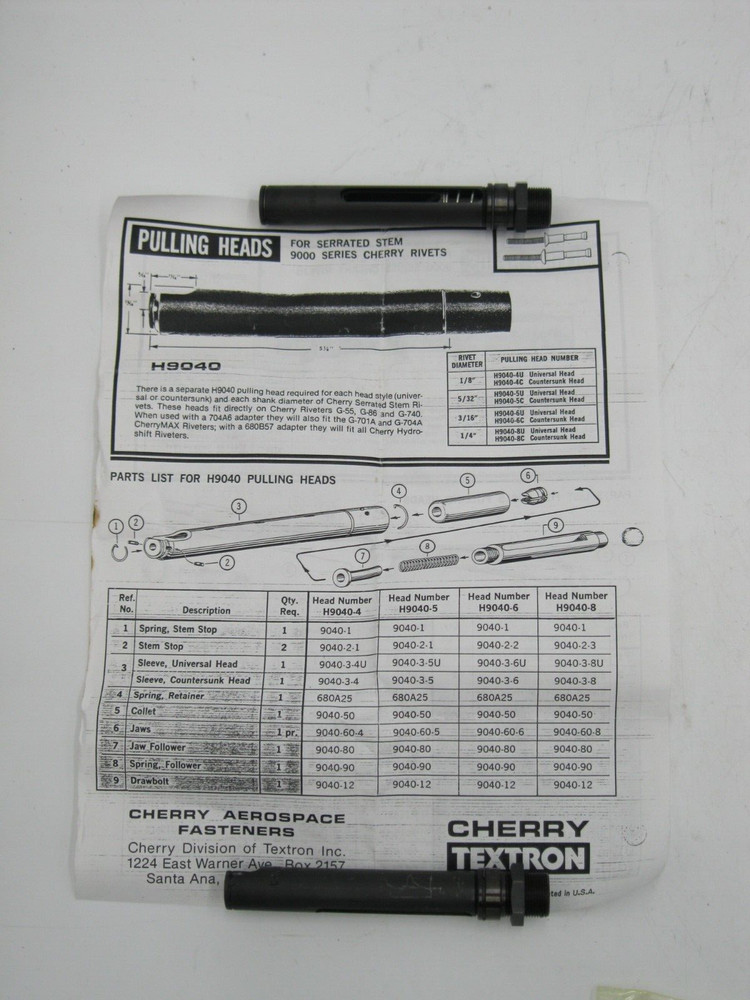 PULLING HEADS
FOR SERRATED STEM
9000 SERIES CHERRY RIVETS
H9040
There is a separate H9040 pulling head required for each head style (univer-
sal or countersunk) and each shank diameter of Cherry Serrated Stem Ri-
vets. These heads fit directly on Cherry Riveters G-55, G-86 and G-740.
When used with a 704A6 adapter they will also fit the G-701A and G-704A
CherryMAX Riveters; with a 680B57 adapter they will fit all Cherry Hydro-
shift Riveters.
RIVET DIAMETER PULLING HEAD NUMBER
1/8" H9040-4U Universal Head
H9040-4C Countersunk Head
5/32" H9040-5U Universal Head
H9040-5C Countersunk Head
3/16" H9040-6U Universal Head
H9040-6C Countersunk Head
1/4" H9040-8U Universal Head
H9040-8C Countersunk Head
PARTS LIST FOR H9040 PULLING HEADS
1 2 3 4 5 6
2 7 8 9
Ref. No. Description Qty. Req. Head Number H9040-4 Head Number H9040-5 Head Number H9040-6 Head Number H9040-8
1 Spring, Stem Stop 1 9040-1 9040-1 9040-1 9040-1
2 Stem Stop 2 9040-2-1 9040-2-1 9040-2-2 9040-2-3
3 Sleeve, Universal Head 1 9040-3-4U 9040-3-5U 9040-3-6U 9040-3-8U
Sleeve, Countersunk Head 1 9040-3-4 9040-3-5 9040-3-6 9040-3-8
4 Spring, Retainer 1 680A25 680A25 680A25 680A25
5 Collet 1 9040-50 9040-50 9040-50 9040-50
6 Jaws 1 pr. 9040-60-4 9040-60-5 9040-60-6 9040-60-8
7 Jaw Follower 1 9040-80 9040-80 9040-80 9040-80
8 Spring, Follower 1 9040-90 9040-90 9040-90 9040-90
9 Drawbolt 1 9040-12 9040-12 9040-12 9040-12
CHERRY AEROSPACE
FASTENERS
Cherry Division of Textron Inc.
1224 East Warner Ave. Box 2157
Santa Ana,
CHERRY
TEXTRON
ted in U.S.A.